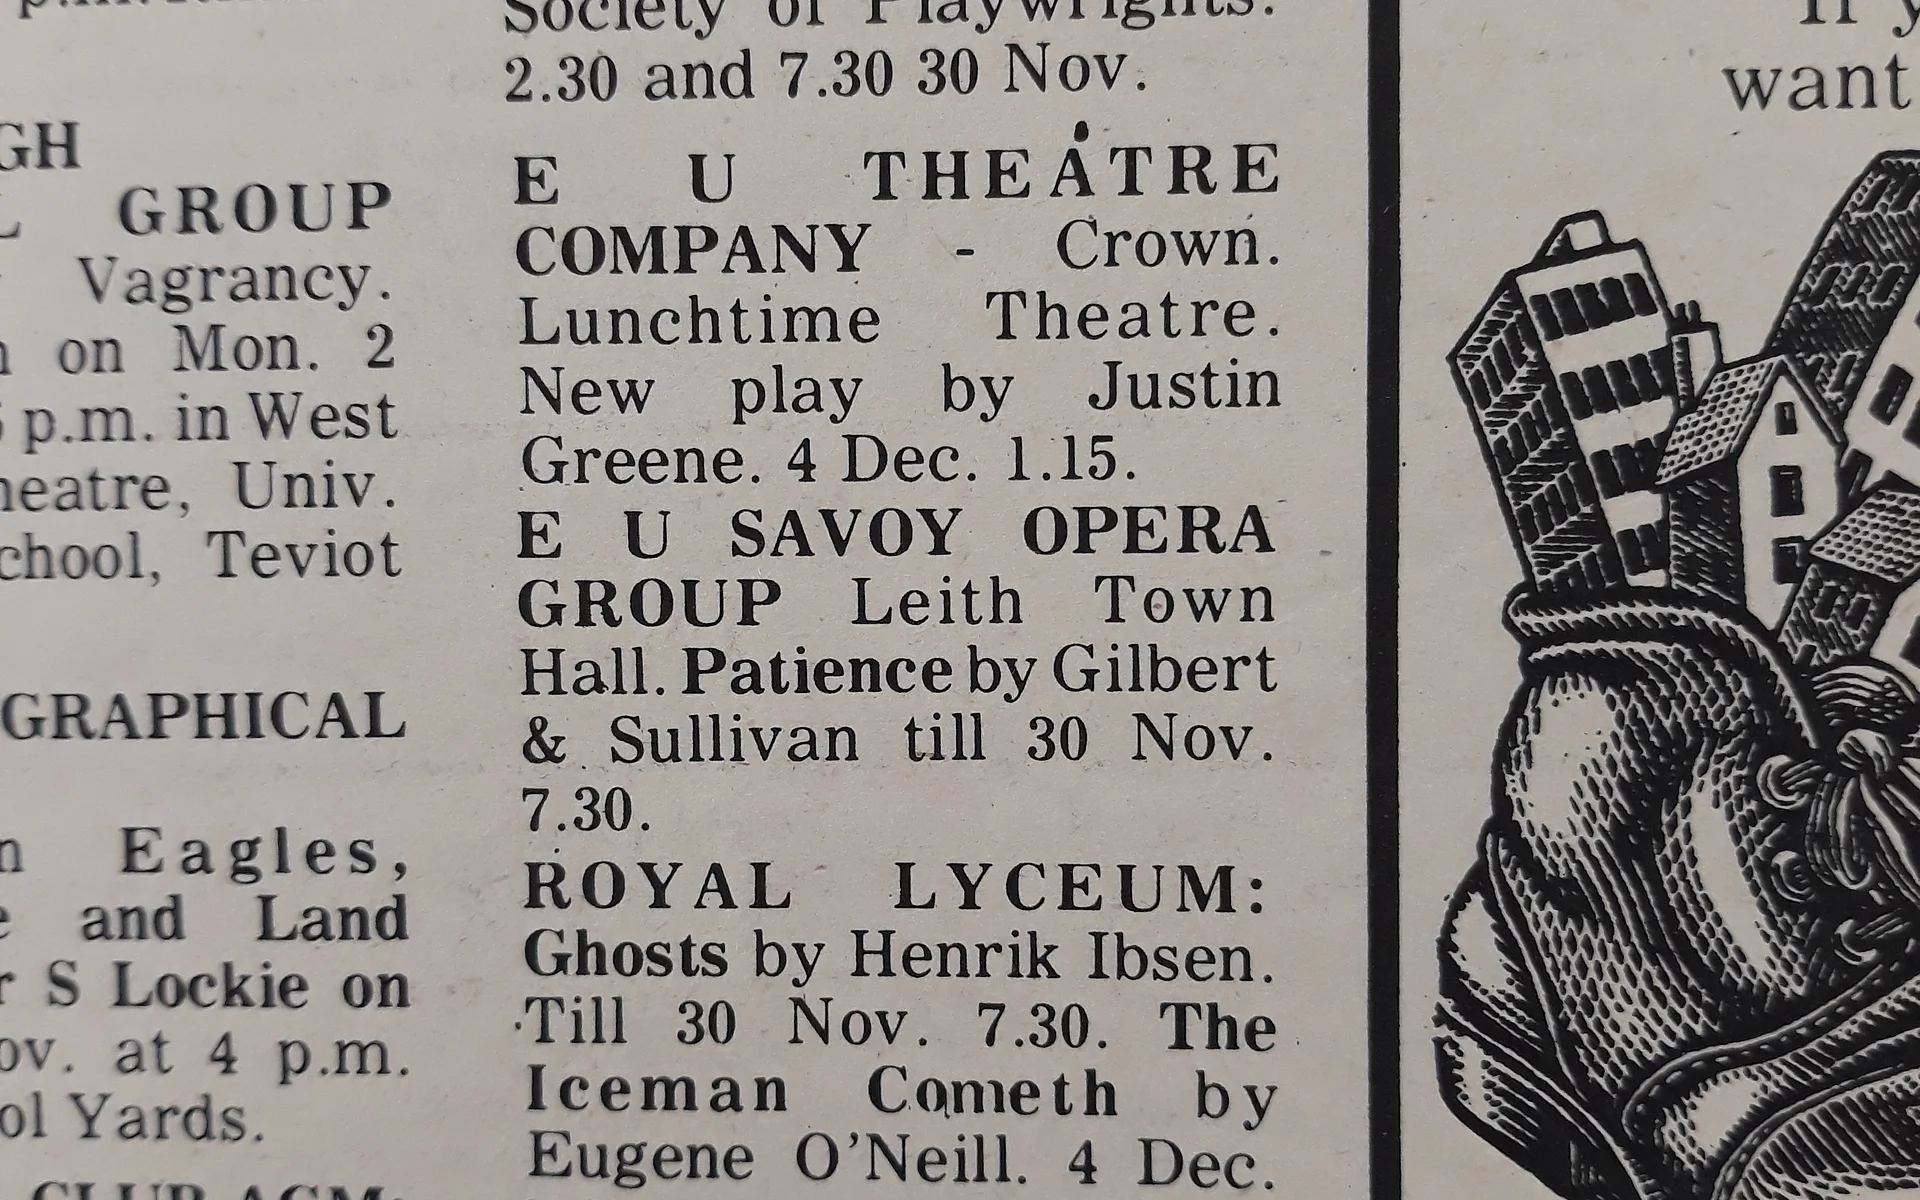 GH
GROUP
Vagrancy.
on Mon. 2
p.m. in West
heatre, Univ.
chool, Teviot
GRAPHICAL
Eagles,
and Land
S Lockie on
ov. at 4 p.m.
ol Yards.
CLUB AGM:
Society of Playwrights.
2.30 and 7.30 30 Nov.
E U THEATRE
COMPANY - Crown.
Lunchtime Theatre.
New play by Justin
Greene. 4 Dec. 1.15.
E U SAVOY OPERA
GROUP Leith Town
Hall. Patience by Gilbert
& Sullivan till 30 Nov.
7.30.
ROYAL LYCEUM:
Ghosts by Henrik Ibsen.
Till 30 Nov. 7.30. The
Iceman Cometh by
Eugene O'Neill. 4 Dec.
If y
want